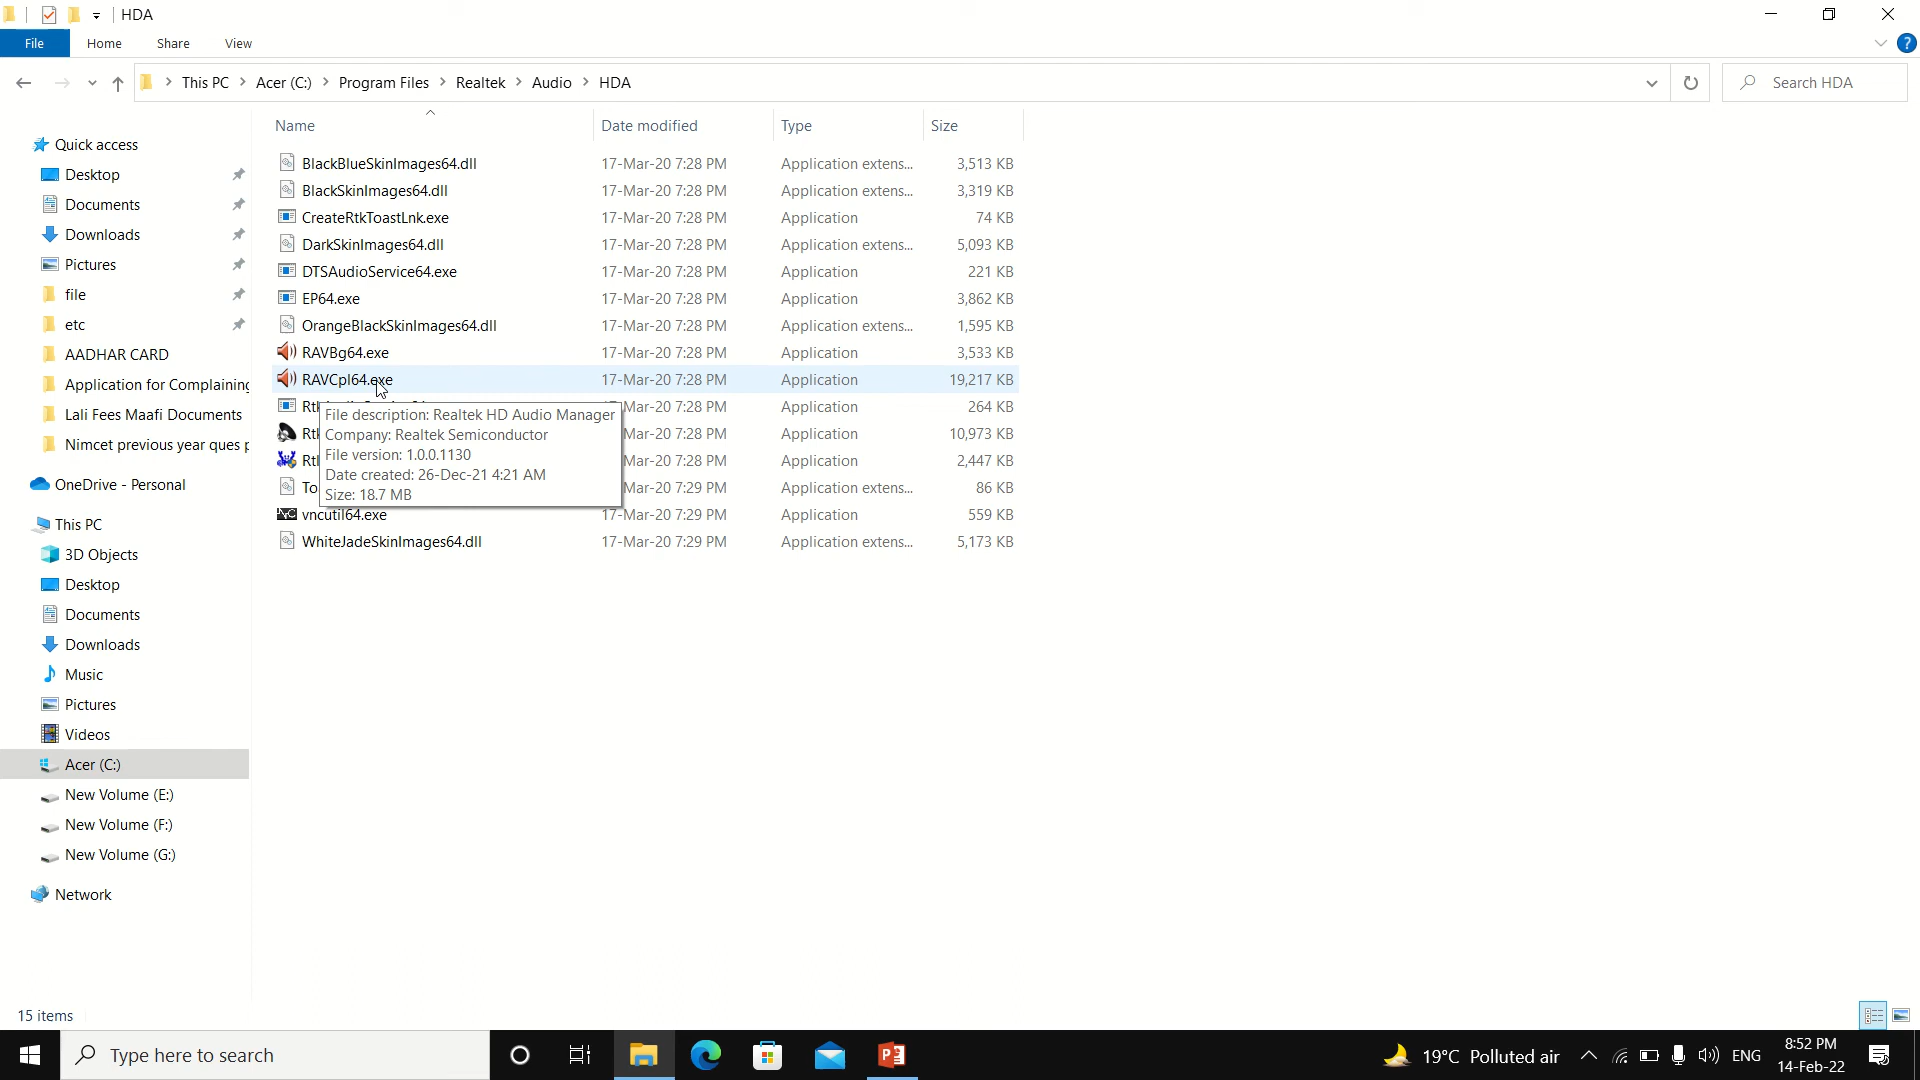 HDA
File Home Share View
This PC > Acer (C:) > Program Files > Realtek > Audio > HDA
Search HDA
Name Date modified Type Size
Quick access
Desktop
Documents
Downloads
Pictures
file
etc
AADHAR CARD
Application for Complaining
Lali Fees Maafi Documents
Nimcet previous year ques p
OneDrive - Personal
This PC
3D Objects
Desktop
Documents
Downloads
Music
Pictures
Videos
Acer (C:)
New Volume (E:)
New Volume (F:)
New Volume (G:)
Network
BlackBlueSkinImages64.dll 17-Mar-20 7:28 PM Application extens... 3,513 KB
BlackSkinImages64.dll 17-Mar-20 7:28 PM Application extens... 3,319 KB
CreateRtkToastLnk.exe 17-Mar-20 7:28 PM Application 74 KB
DarkSkinImages64.dll 17-Mar-20 7:28 PM Application extens... 5,093 KB
DTSAudioService64.exe 17-Mar-20 7:28 PM Application 221 KB
EP64.exe 17-Mar-20 7:28 PM Application 3,862 KB
OrangeBlackSkinImages64.dll 17-Mar-20 7:28 PM Application extens... 1,595 KB
RAVBg64.exe 17-Mar-20 7:28 PM Application 3,533 KB
RAVCpl64.exe 17-Mar-20 7:28 PM Application 19,217 KB
Mar-20 7:28 PM Application 264 KB
Mar-20 7:28 PM Application 10,973 KB
Mar-20 7:28 PM Application 2,447 KB
To Mar-20 7:29 PM Application extens... 86 KB
File description: Realtek HD Audio Manager
Company: Realtek Semiconductor
File version: 1.0.0.1130
Date created: 26-Dec-21 4:21 AM
Size: 18.7 MB
vncutil64.exe 17-Mar-20 7:29 PM Application 559 KB
WhiteJadeSkinImages64.dll 17-Mar-20 7:29 PM Application extens... 5,173 KB
15 items
Type here to search
19°C Polluted air
ENG
8:52 PM
14-Feb-22